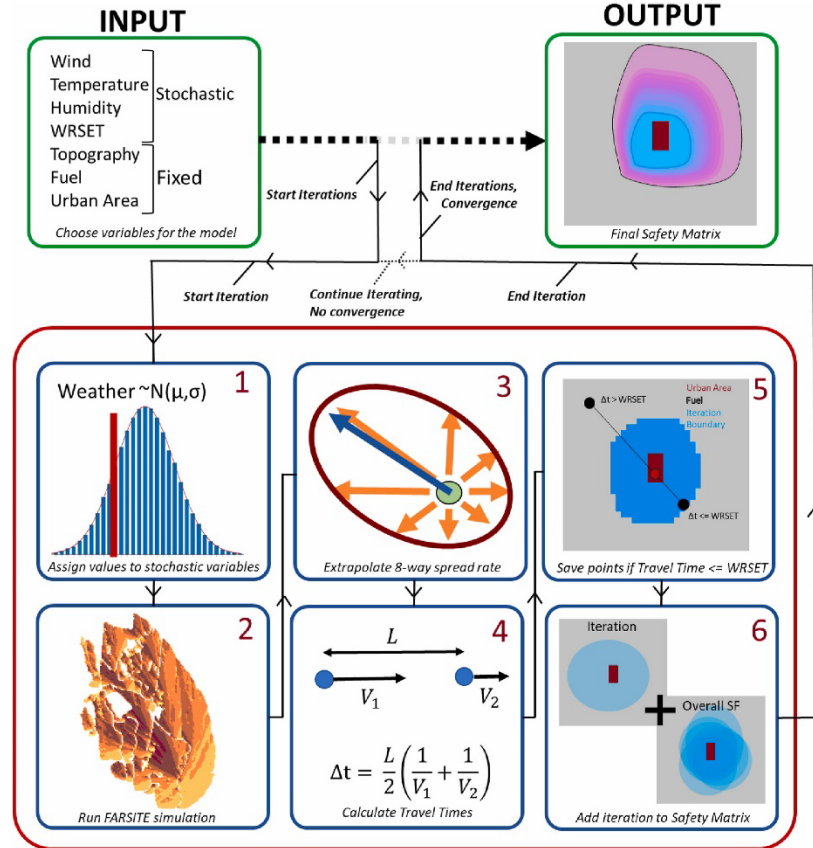 INPUT
OUTPUT
Wind
Temperature
Humidity
WRSET
Stochastic
Topography
Fuel
Urban Area
Fixed
Choose variables for the model
Start Iterations
End Iterations,
Convergence
Final Safety Matrix
Start Iteration
Continue Iterating,
No convergence
End Iteration
1
Weather ~N(μ,σ)
Assign values to stochastic variables
2
Run FARSITE simulation
3
Extrapolate 8-way spread rate
4
L
V₁
V₂
Δt = L/2 (1/V₁ + 1/V₂)
Calculate Travel Times
5
Urban Area
Fuel
Iteration
Boundary
Δt > WRSET
Δt <= WRSET
Save points if Travel Time <= WRSET
6
Iteration
+
Overall SF
Add iteration to Safety Matrix